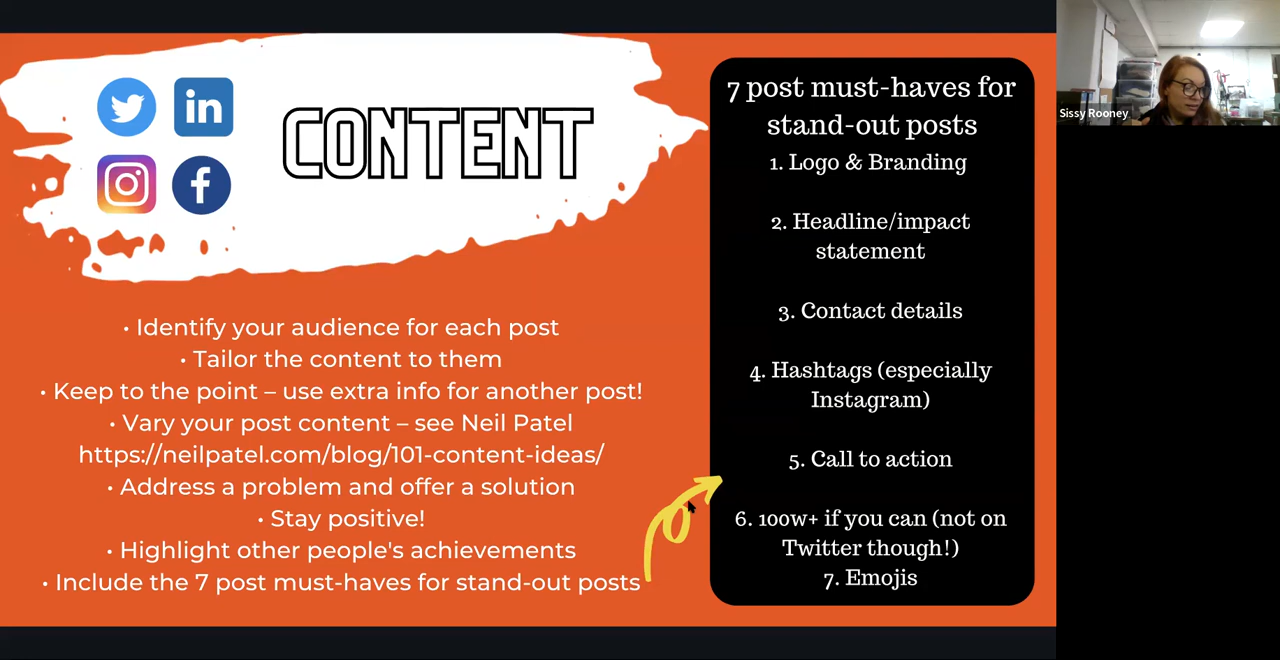 CONTENT
• Identify your audience for each post
• Tailor the content to them
• Keep to the point – use extra info for another post!
• Vary your post content – see Neil Patel
https://neilpatel.com/blog/101-content-ideas/
• Address a problem and offer a solution
• Stay positive!
• Highlight other people's achievements
• Include the 7 post must-haves for stand-out posts
7 post must-haves for
stand-out posts
1. Logo & Branding
2. Headline/impact
statement
3. Contact details
4. Hashtags (especially
Instagram)
5. Call to action
6. 100w+ if you can (not on
Twitter though!)
7. Emojis
Sissy Rooney